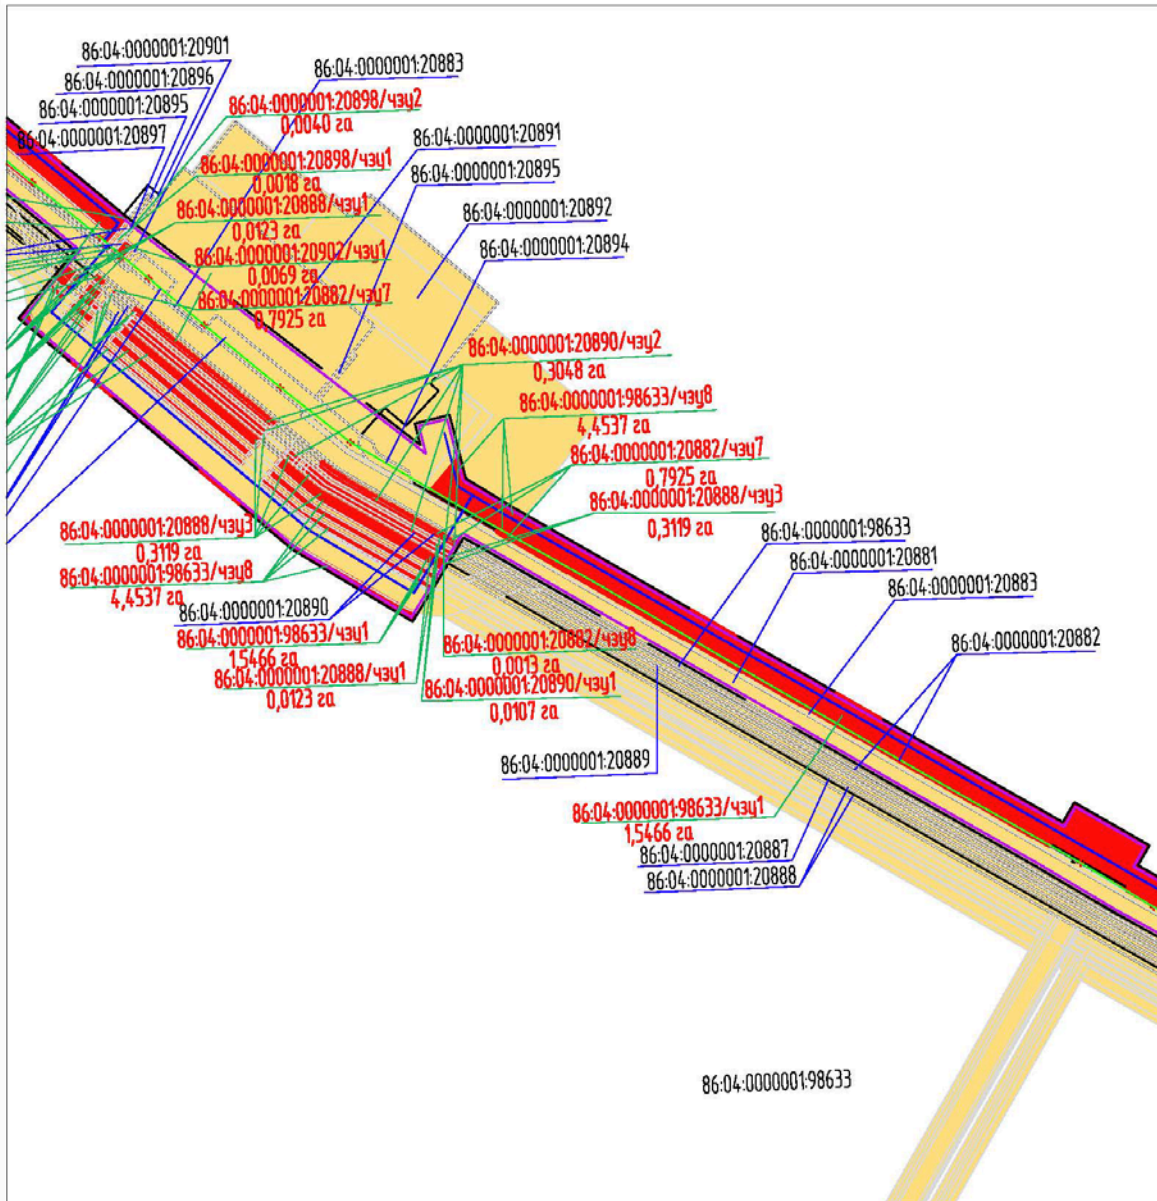 86:04:0000001:20901
86:04:0000001:20896
86:04:0000001:20895
86:04:0000001:20897
86:04:0000001:20883
86:04:0000001:20898/чзу2
0,0040 га
86:04:0000001:20891
86:04:0000001:20898/чзу1
0,0018 га
86:04:0000001:20895
86:04:0000001:20888/чзу1
0,0123 га
86:04:0000001:20892
86:04:0000001:20902/чзу1
0,0069 га
86:04:0000001:20894
86:04:0000001:20882/чзу7
0,7925 га
86:04:0000001:20890/чзу2
0,3048 га
86:04:0000001:98633/чзу8
4,4537 га
86:04:0000001:20882/чзу7
0,7925 га
86:04:0000001:20888/чзу3
0,3119 га
86:04:0000001:20888/чзу3
0,3119 га
86:04:0000001:98633/чзу8
4,4537 га
86:04:0000001:20890
86:04:0000001:98633/чзу1
1,5466 га
86:04:0000001:20888/чзу1
0,0123 га
86:04:0000001:20882/чзу8
0,0013 га
86:04:0000001:20890/чзу1
0,0107 га
86:04:0000001:98633
86:04:0000001:20881
86:04:0000001:20883
86:04:0000001:20882
86:04:0000001:20889
86:04:0000001:98633/чзу1
1,5466 га
86:04:0000001:20887
86:04:0000001:20888
86:04:0000001:98633